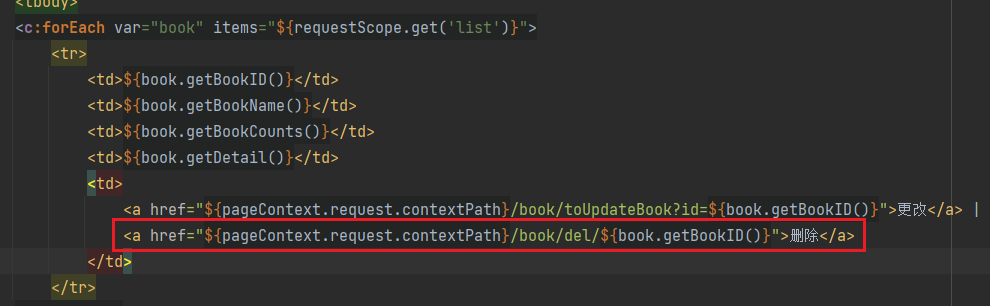 <tbody>
<c:forEach var="book" items="${requestScope.get('list')}">
<tr>
<td>${book.getBookID()}</td>
<td>${book.getBookName()}</td>
<td>${book.getBookCounts()}</td>
<td>${book.getDetail()}</td>
<td>
<a href="${pageContext.request.contextPath}/book/toUpdateBook?id=${book.getBookID()}">更改</a> |
<a href="${pageContext.request.contextPath}/book/del/${book.getBookID()}">删除</a>
</td>
</tr>